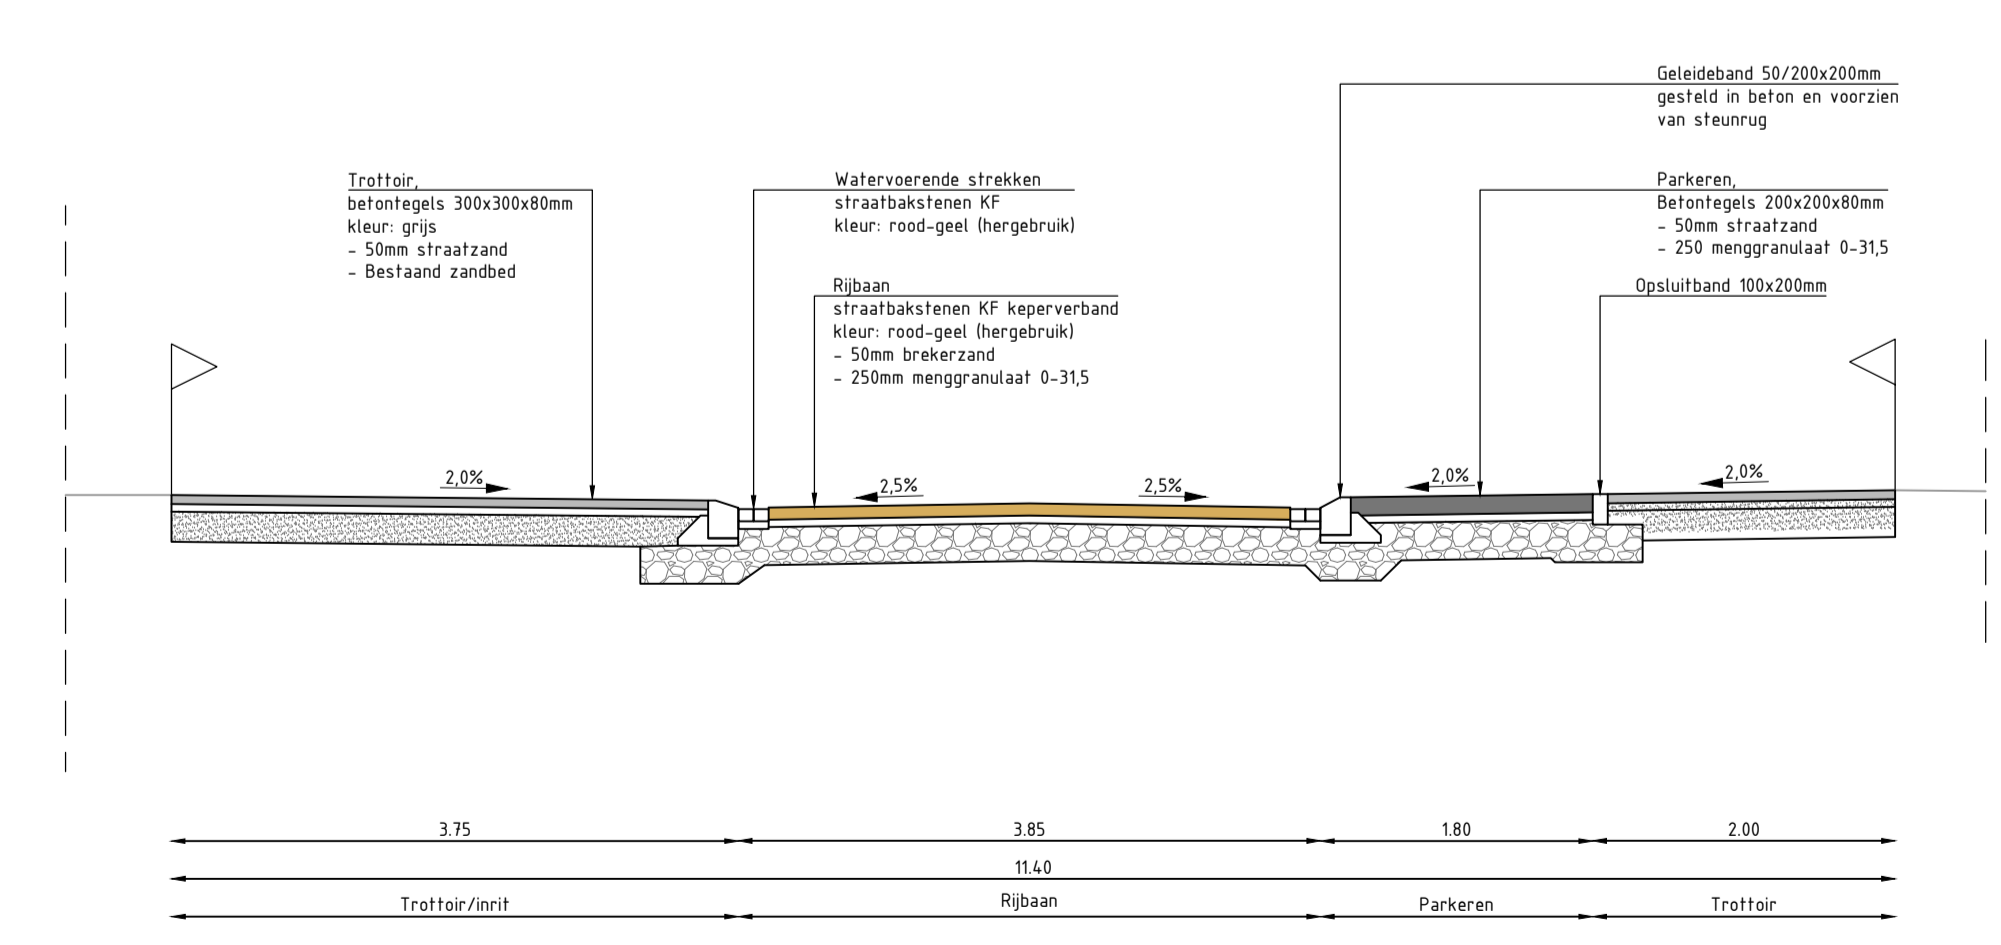 Geleideband 50/200x200mm
gesteld in beton en voorzien
van steunrug
Trottoir,
betontegels 300x300x80mm
kleur: grijs
- 50mm straatzand
- Bestaand zandbed
Watervoerende strekken
straatbakstenen KF
kleur: rood-geel (hergebruik)
Rijbaan
straatbakstenen KF keperverband
kleur: rood-geel (hergebruik)
- 50mm brekerzand
- 250mm menggranulaat 0-31,5
Parkeren,
Betontegels 200x200x80mm
- 50mm straatzand
- 250 menggranulaat 0-31,5
Opsluitband 100x200mm
2,0%
2,5%
2,5%
2,0%
2,0%
3.75
3.85
1.80
2.00
11.40
Trottoir/inrit
Rijbaan
Parkeren
Trottoir